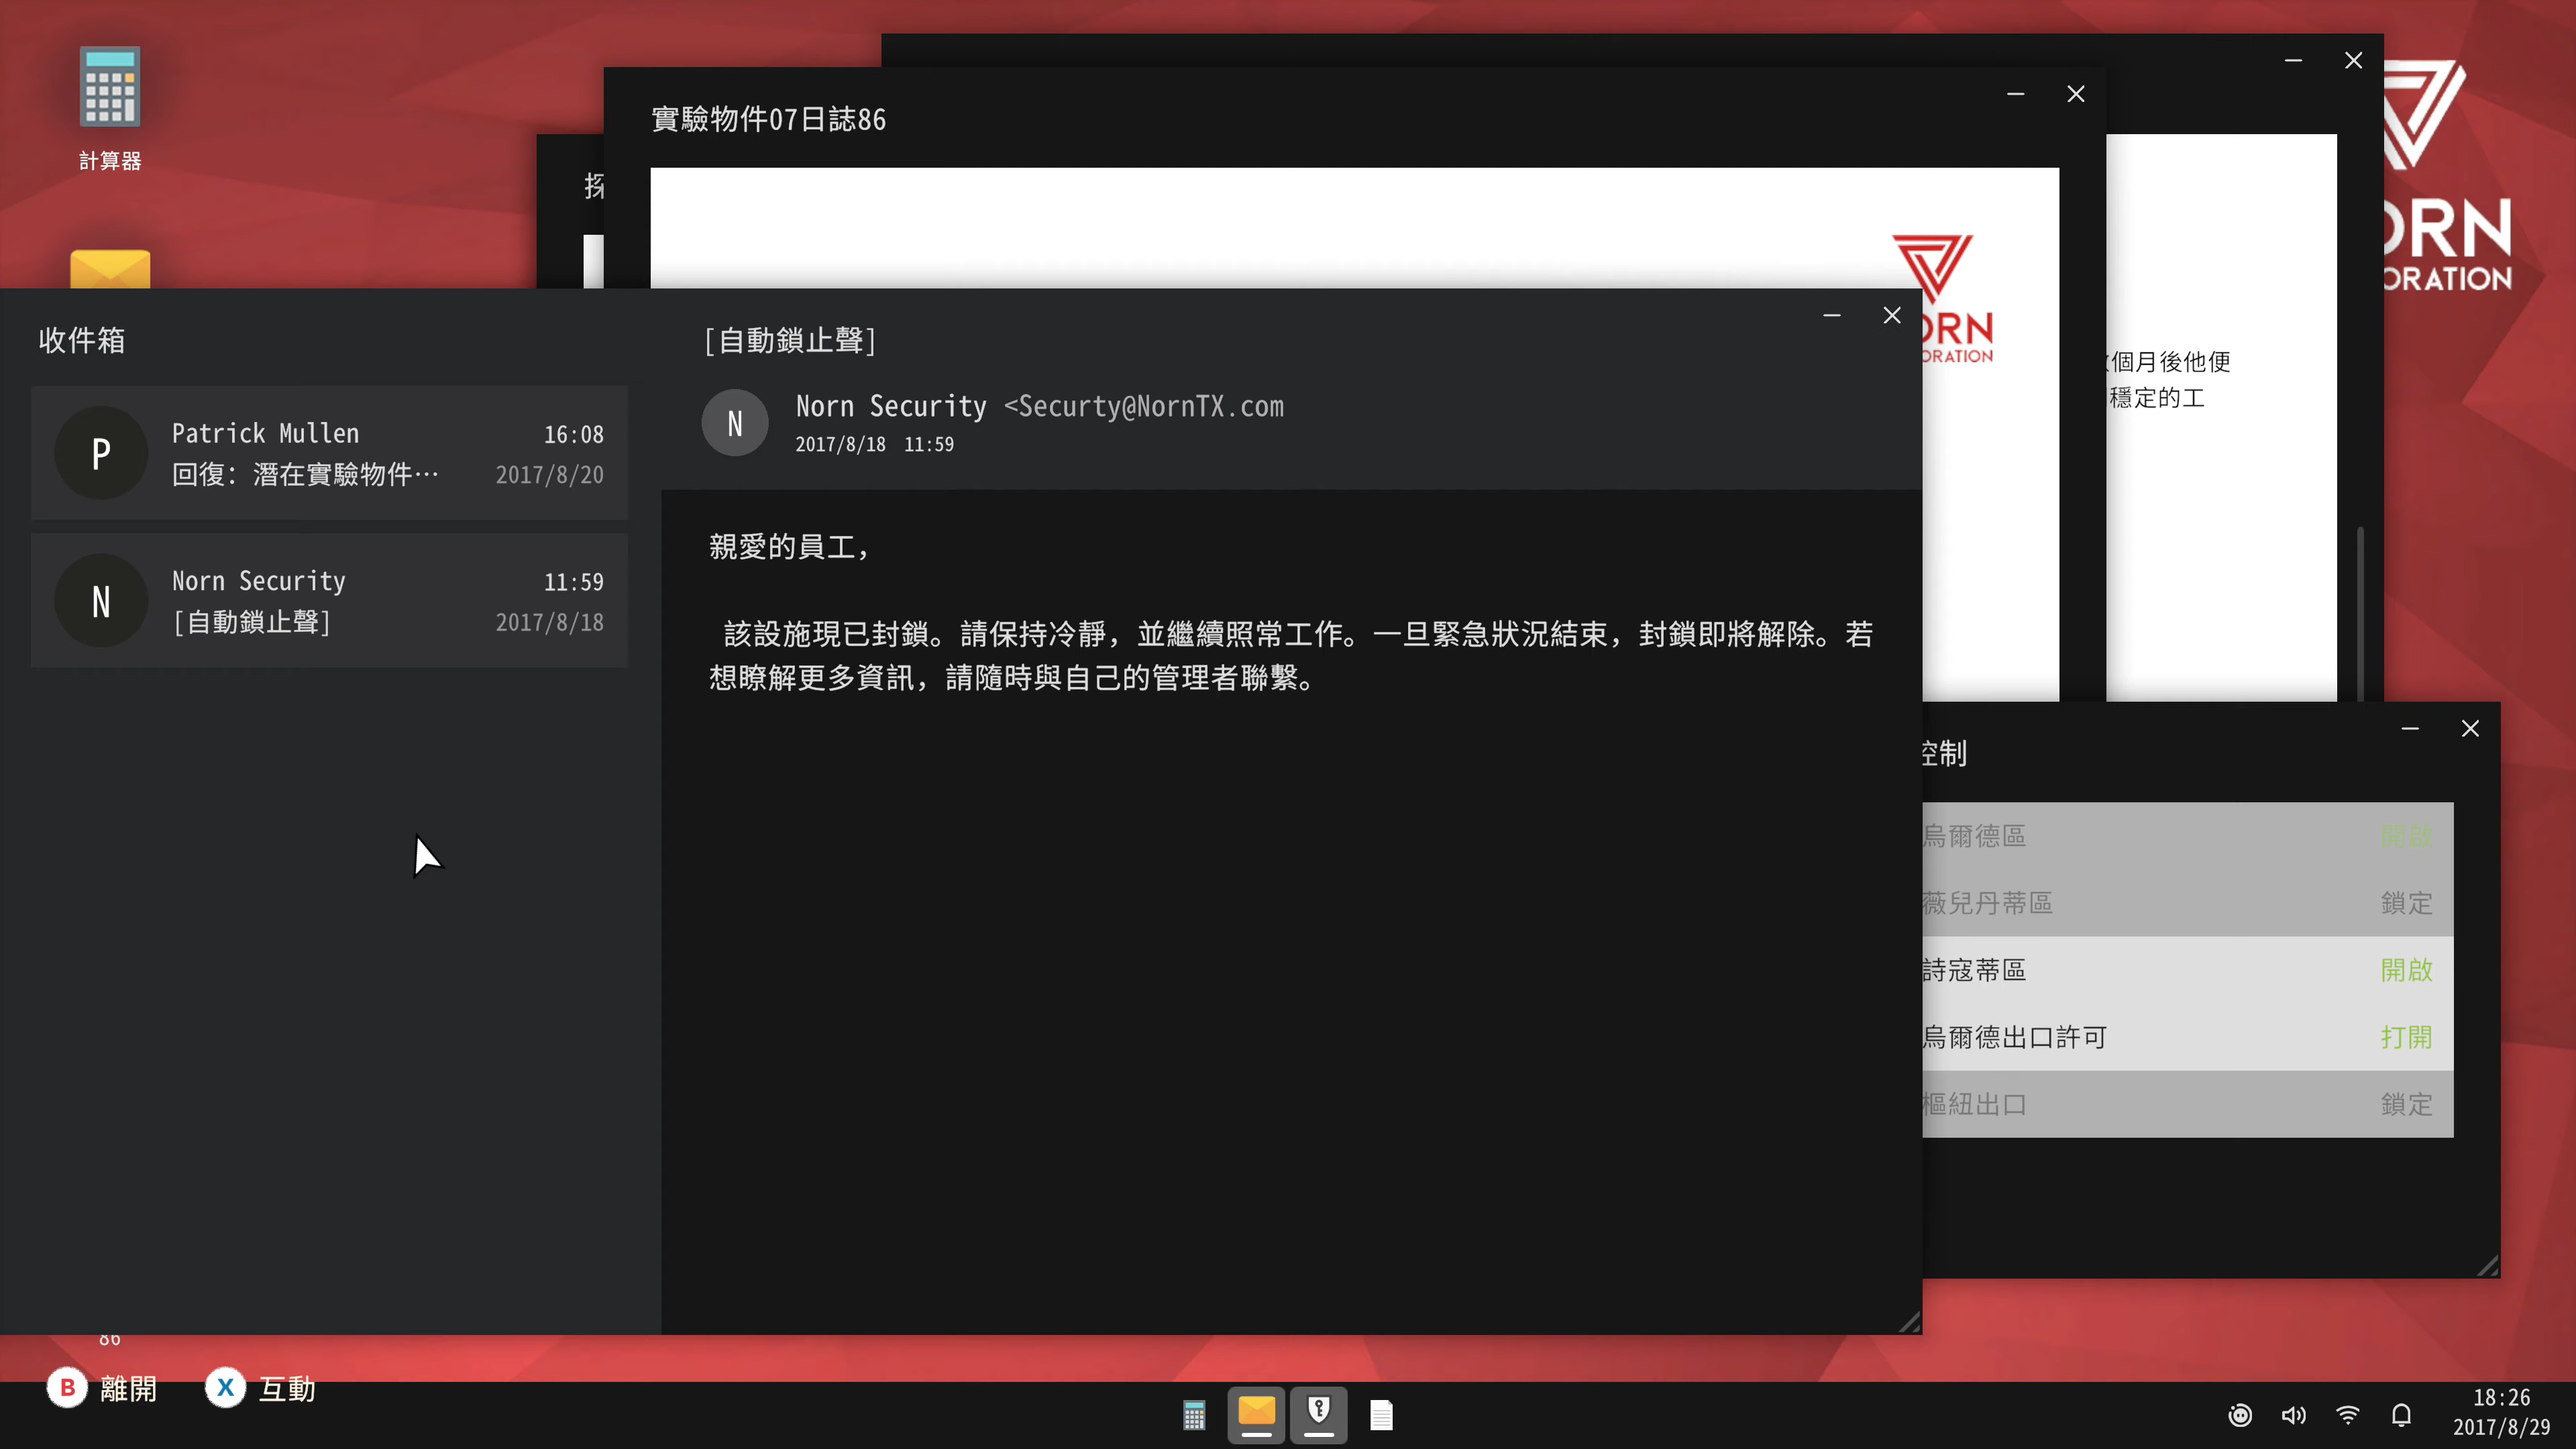 計算器
實驗物件07日誌86
探
ORN
ORATION
ORN
ORATION
個月後他便
穩定的工
收件箱
Patrick Mullen 16:08
回復：潛在實驗物件… 2017/8/20
Norn Security 11:59
[自動鎖止聲] 2017/8/18
[自動鎖止聲]
Norn Security <Securty@NornTX.com
2017/8/18 11:59
親愛的員工，
該設施現已封鎖。請保持冷靜，並繼續照常工作。一旦緊急狀況結束，封鎖即將解除。若
想瞭解更多資訊，請隨時與自己的管理者聯繫。
控制
烏爾德區 開啟
薇兒丹蒂區 鎖定
詩寇蒂區 開啟
烏爾德出口許可 打開
樞紐出口 鎖定
86
B 離開 X 互動
18:26
2017/8/29